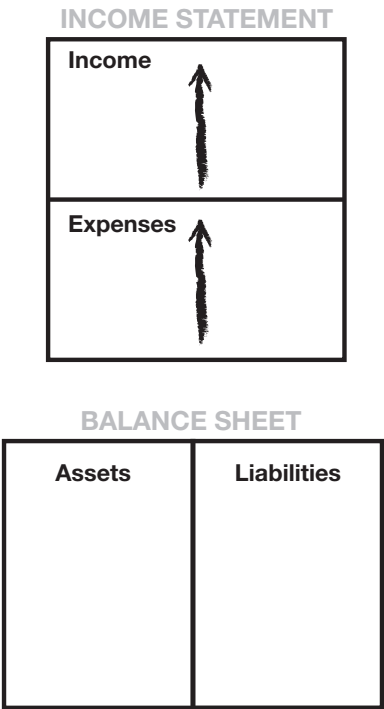 INCOME STATEMENT
Income
Expenses
BALANCE SHEET
Assets
Liabilities